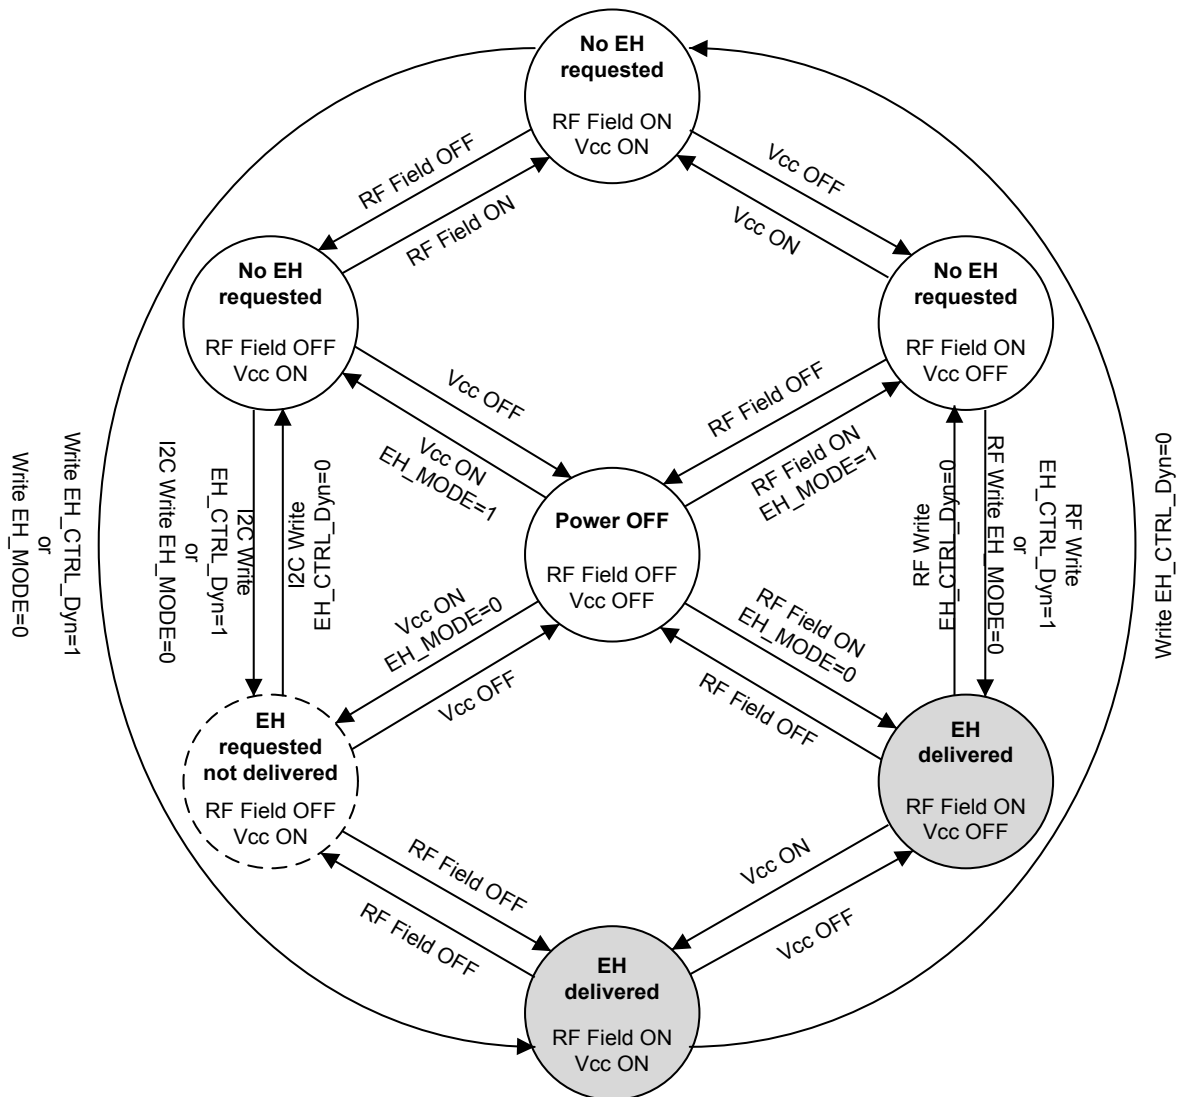 No EH
requested
RF Field ON
Vcc ON
RF Field OFF
RF Field ON
Vcc OFF
Vcc ON
No EH
requested
RF Field OFF
Vcc ON
No EH
requested
RF Field ON
Vcc OFF
Vcc OFF
Vcc ON
EH_MODE=1
RF Field OFF
RF Field ON
EH_MODE=1
Power OFF
RF Field OFF
Vcc OFF
Write EH_CTRL_Dyn=1
or
Write EH_MODE=0
I2C Write
EH_CTRL_Dyn=1
or
I2C Write EH_MODE=0
I2C Write
EH_CTRL_Dyn=0
RF Write
EH_CTRL_Dyn=0
RF Write
EH_CTRL_Dyn=1
or
RF Write EH_MODE=0
Write EH_CTRL_Dyn=0
Vcc ON
EH_MODE=0
Vcc OFF
RF Field ON
EH_MODE=0
RF Field OFF
EH
requested
not delivered
RF Field OFF
Vcc ON
EH
delivered
RF Field ON
Vcc OFF
RF Field OFF
RF Field OFF
Vcc ON
Vcc OFF
EH
delivered
RF Field ON
Vcc ON